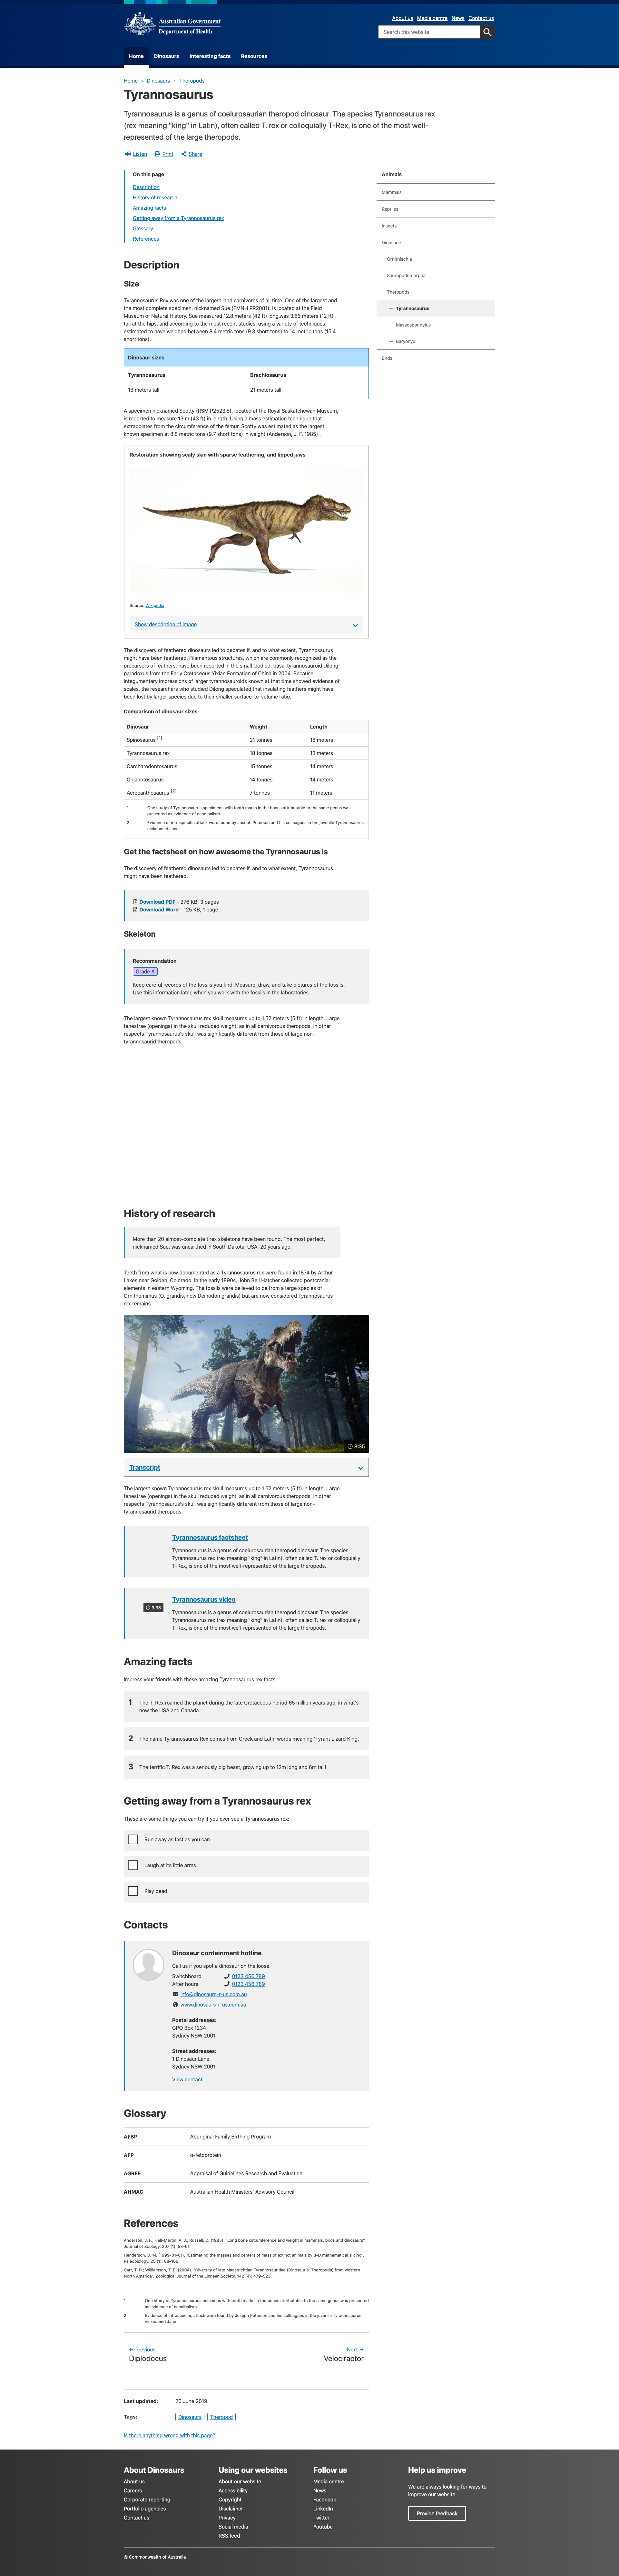 Australian Government
Department of Health
About us Media centre News Contact us
Search this website
Home Dinosaurs Interesting facts Resources
Home > Dinosaurs > Theropods
Tyrannosaurus
Tyrannosaurus is a genus of coelurosaurian theropod dinosaur. The species Tyrannosaurus rex
(rex meaning "king" in Latin), often called T. rex or colloquially T-Rex, is one of the most well-
represented of the large theropods.
Listen Print Share
On this page
Description
History of research
Amazing facts
Getting away from a Tyrannosaurus rex
Glossary
References
Animals
Mammals
Reptiles
Insects
Dinosaurs
Ornithischia
Sauropodomorpha
Theropods
Tyrannosaurus
Massospondylus
Baryonyx
Birds
Description
Size
Tyrannosaurus Rex was one of the largest land carnivores of all time. One of the largest and
the most complete specimen, nicknamed Sue (FMNH PR2081), is located at the Field
Museum of Natural History. Sue measured 12.8 meters (42 ft) long,was 3.66 meters (12 ft)
tall at the hips, and according to the most recent studies, using a variety of techniques,
estimated to have weighed between 8.4 metric tons (9.3 short tons) to 14 metric tons (15.4
short tons).
Dinosaur sizes
Tyrannosaurus Brachiosaurus
13 meters tall 21 meters tall
A specimen nicknamed Scotty (RSM P2523.8), located at the Royal Saskatchewan Museum,
is reported to measure 13 m (43 ft) in length. Using a mass estimation technique that
extrapolates from the circumference of the femur, Scotty was estimated as the largest
known specimen at 8.8 metric tons (9.7 short tons) in weight (Anderson, J. F. 1985) .
Restoration showing scaly skin with sparse feathering, and lipped jaws
Source: Wikipedia
Show description of image
The discovery of feathered dinosaurs led to debates if, and to what extent, Tyrannosaurus
might have been feathered. Filamentous structures, which are commonly recognized as the
precursors of feathers, have been reported in the small-bodied, basal tyrannosauroid Dilong
paradoxus from the Early Cretaceous Yixian Formation of China in 2004. Because
integumentary impressions of larger tyrannosauroids known at that time showed evidence of
scales, the researchers who studied Dilong speculated that insulating feathers might have
been lost by larger species due to their smaller surface-to-volume ratio,
Comparison of dinosaur sizes
Dinosaur Weight Length
Spinosaurus [1] 21 tonnes 18 meters
Tyrannosaurus rex 18 tonnes 13 meters
Carcharodontosaurus 15 tonnes 14 meters
Giganotosaurus 14 tonnes 14 meters
Acrocanthosaurus [2] 7 tonnes 11 meters
1 One study of Tyrannosaurus specimens with tooth marks in the bones attributable to the same genus was
presented as evidence of cannibalism.
2 Evidence of intraspecific attack were found by Joseph Peterson and his colleagues in the juvenile Tyrannosaurus
nicknamed Jane
Get the factsheet on how awesome the Tyrannosaurus is
The discovery of feathered dinosaurs led to debates if, and to what extent, Tyrannosaurus
might have been feathered.
Download PDF - 276 KB, 3 pages
Download Word - 125 KB, 1 page
Skeleton
Recommendation
Grade A
Keep careful records of the fossils you find. Measure, draw, and take pictures of the fossils.
Use this information later, when you work with the fossils in the laboratories.
The largest known Tyrannosaurus rex skull measures up to 1.52 meters (5 ft) in length. Large
fenestrae (openings) in the skull reduced weight, as in all carnivorous theropods. In other
respects Tyrannosaurus's skull was significantly different from those of large non-
tyrannosaurid theropods.
History of research
More than 20 almost-complete t rex skeletons have been found. The most perfect,
nicknamed Sue, was unearthed in South Dakota, USA, 20 years ago.
Teeth from what is now documented as a Tyrannosaurus rex were found in 1874 by Arthur
Lakes near Golden, Colorado. In the early 1890s, John Bell Hatcher collected postcranial
elements in eastern Wyoming. The fossils were believed to be from a large species of
Ornithomimus (O. grandis, now Deinodon grandis) but are now considered Tyrannosaurus
rex remains.
3:35
Transcript
The largest known Tyrannosaurus rex skull measures up to 1.52 meters (5 ft) in length. Large
fenestrae (openings) in the skull reduced weight, as in all carnivorous theropods. In other
respects Tyrannosaurus's skull was significantly different from those of large non-
tyrannosaurid theropods.
Tyrannosaurus factsheet
Tyrannosaurus is a genus of coelurosaurian theropod dinosaur. The species
Tyrannosaurus rex (rex meaning "king" in Latin), often called T. rex or colloquially
T-Rex, is one of the most well-represented of the large theropods.
Tyrannosaurus video
3:35
Tyrannosaurus is a genus of coelurosaurian theropod dinosaur. The species
Tyrannosaurus rex (rex meaning "king" in Latin), often called T. rex or colloquially
T-Rex, is one of the most well-represented of the large theropods.
Amazing facts
Impress your friends with these amazing Tyrannosaurus rex facts:
1 The T. Rex roamed the planet during the late Cretaceous Period 65 million years ago, in what's
now the USA and Canada.
2 The name Tyrannosaurus Rex comes from Greek and Latin words meaning 'Tyrant Lizard King'.
3 The terrific T. Rex was a seriously big beast, growing up to 12m long and 6m tall!
Getting away from a Tyrannosaurus rex
These are some things you can try if you ever see a Tyrannosaurus rex:
Run away as fast as you can
Laugh at its little arms
Play dead
Contacts
Dinosaur containment hotline
Call us if you spot a dinosaur on the loose.
Switchboard 0123 456 789
After hours 0123 456 789
info@dinosaurs-r-us.com.au
www.dinosaurs-r-us.com.au
Postal addresses:
GPO Box 1234
Sydney NSW 2001
Street addresses:
1 Dinosaur Lane
Sydney NSW 2001
View contact
Glossary
AFBP Aboriginal Family Birthing Program
AFP α-fetoprotein
AGREE Appraisal of Guidelines Research and Evaluation
AHMAC Australian Health Ministers' Advisory Council
References
Anderson, J. F.; Hall-Martin, A. J.; Russell, D. (1985). "Long bone circumference and weight in mammals, birds and dinosaurs".
Journal of Zoology. 207 (1): 53–61
Henderson, D. M. (1999-01-01). "Estimating the masses and centers of mass of extinct animals by 3-D mathematical slicing".
Paleobiology. 25 (1): 88–106.
Carr, T. D.; Williamson, T. E. (2004). "Diversity of late Maastrichtian Tyrannosauridae (Dinosauria: Theropoda) from western
North America". Zoological Journal of the Linnean Society. 142 (4): 479–523
1 One study of Tyrannosaurus specimens with tooth marks in the bones attributable to the same genus was presented
as evidence of cannibalism.
2 Evidence of intraspecific attack were found by Joseph Peterson and his colleagues in the juvenile Tyrannosaurus
nicknamed Jane
← Previous Next →
Diplodocus Velociraptor
Last updated: 20 June 2019
Tags: Dinosaurs Theropod
Is there anything wrong with this page?
About Dinosaurs
About us
Careers
Corporate reporting
Portfolio agencies
Contact us
Using our websites
About our website
Accessibility
Copyright
Disclaimer
Privacy
Social media
RSS feed
Follow us
Media centre
News
Facebook
LinkedIn
Twitter
Youtube
Help us improve
We are always looking for ways to
improve our website.
Provide feedback
© Commonwealth of Australia